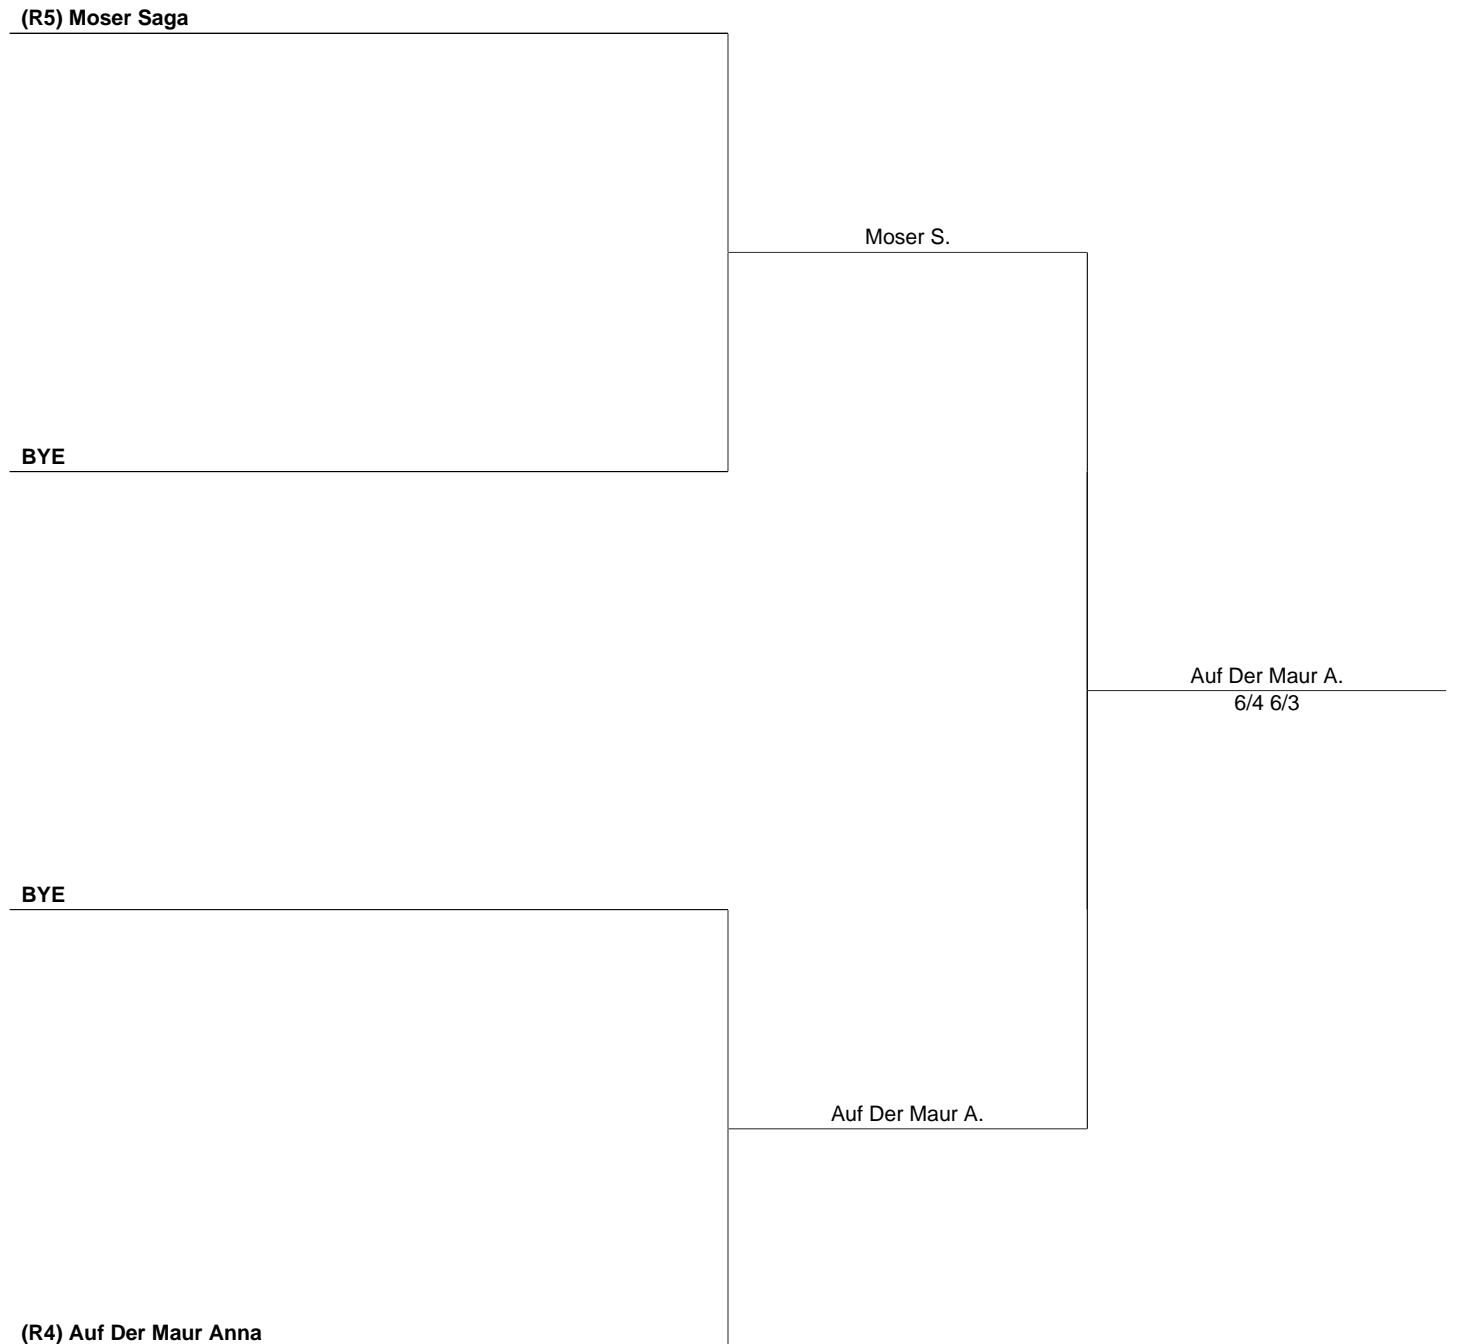 (R5) Moser Saga
Moser S.
BYE
Auf Der Maur A.
6/4 6/3
BYE
Auf Der Maur A.
(R4) Auf Der Maur Anna